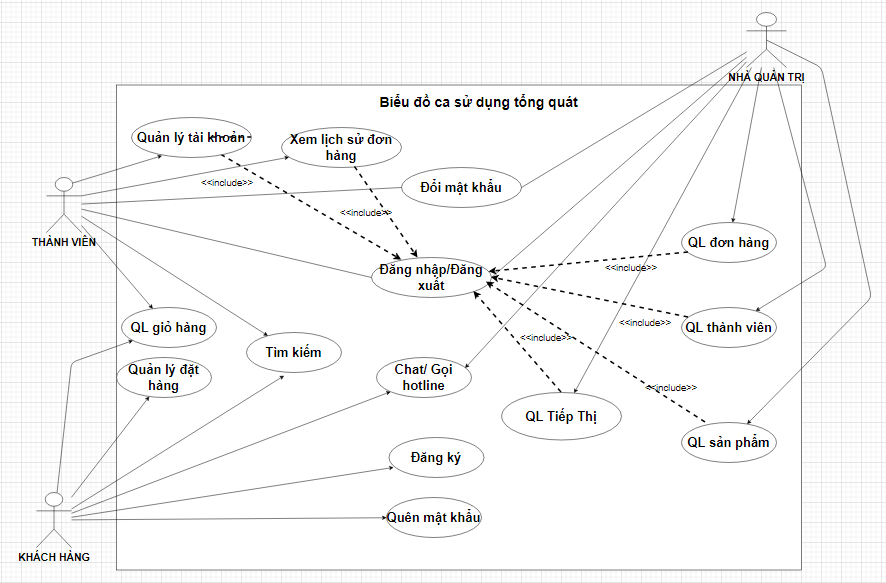 NHÀ QUẢN TRỊ
Biểu đồ ca sử dụng tổng quát
Quản lý tài khoản
Xem lịch sử đơn
hàng
<<include>>
Đổi mật khẩu
<<include>>
THÀNH VIÊN
QL đơn hàng
Đăng nhập/Đăng
xuất
<<include>>
QL giỏ hàng
<<include>>
QL thành viên
<<include>>
Tìm kiếm
Quản lý đặt
hàng
Chat/ Gọi
hotline
<<include>>
QL Tiếp Thị
QL sản phẩm
Đăng ký
Quên mật khẩu
KHÁCH HÀNG